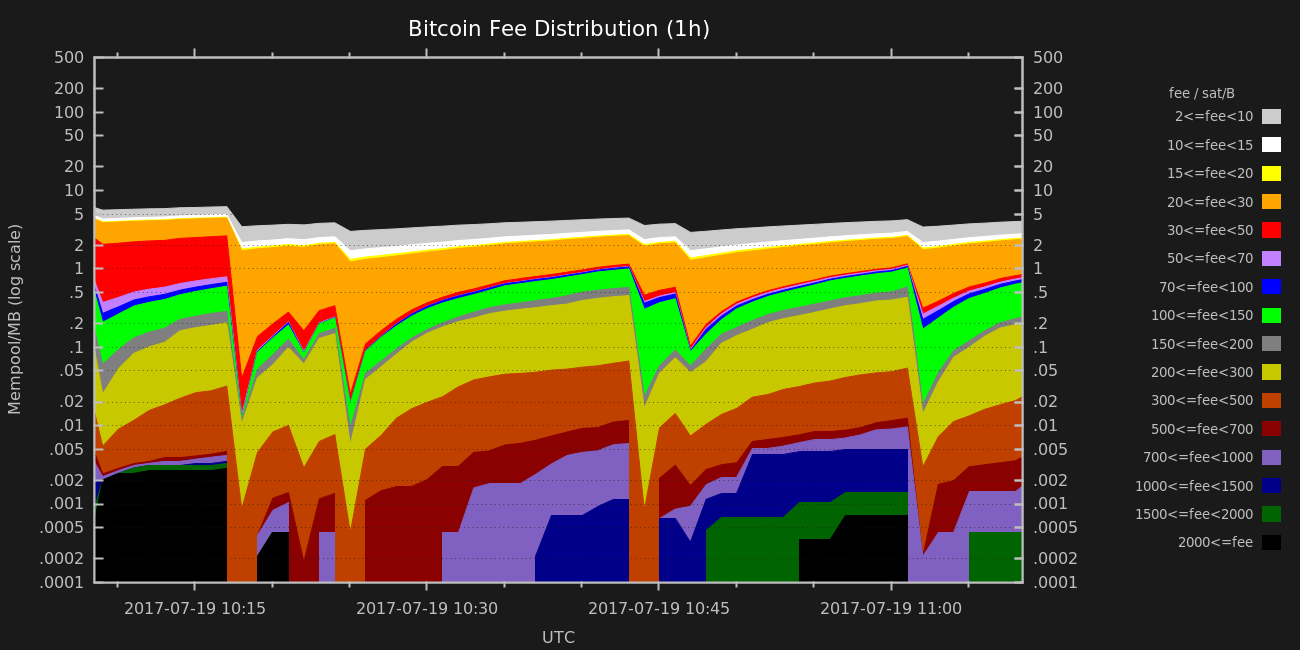 Bitcoin Fee Distribution (1h)
500
200
100
50
20
10
5
2
1
.5
.2
.1
.05
.02
.01
.005
.002
.001
.0005
.0002
.0001
Mempool/MB (log scale)
500
200
100
50
20
10
5
2
1
.5
.2
.1
.05
.02
.01
.005
.002
.001
.0005
.0002
.0001
2017-07-19 10:15
2017-07-19 10:30
2017-07-19 10:45
2017-07-19 11:00
UTC
fee / sat/B
2<=fee<10
10<=fee<15
15<=fee<20
20<=fee<30
30<=fee<50
50<=fee<70
70<=fee<100
100<=fee<150
150<=fee<200
200<=fee<300
300<=fee<500
500<=fee<700
700<=fee<1000
1000<=fee<1500
1500<=fee<2000
2000<=fee